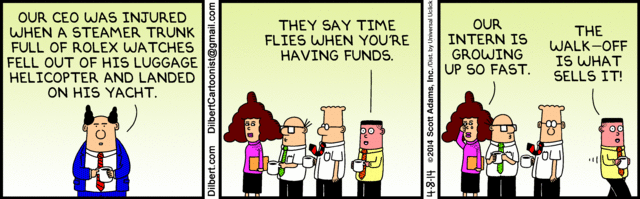 OUR CEO WAS INJURED
WHEN A STEAMER TRUNK
FULL OF ROLEX WATCHES
FELL OUT OF HIS LUGGAGE
HELICOPTER AND LANDED
ON HIS YACHT.
Dilbert.com DilbertCartoonist@gmail.com
THEY SAY TIME
FLIES WHEN YOU'RE
HAVING FUNDS.
4-8-14 © 2014 Scott Adams, Inc. /Dist. by Universal Uclick
OUR
INTERN IS
GROWING
UP SO FAST.
THE
WALK-OFF
IS WHAT
SELLS IT!